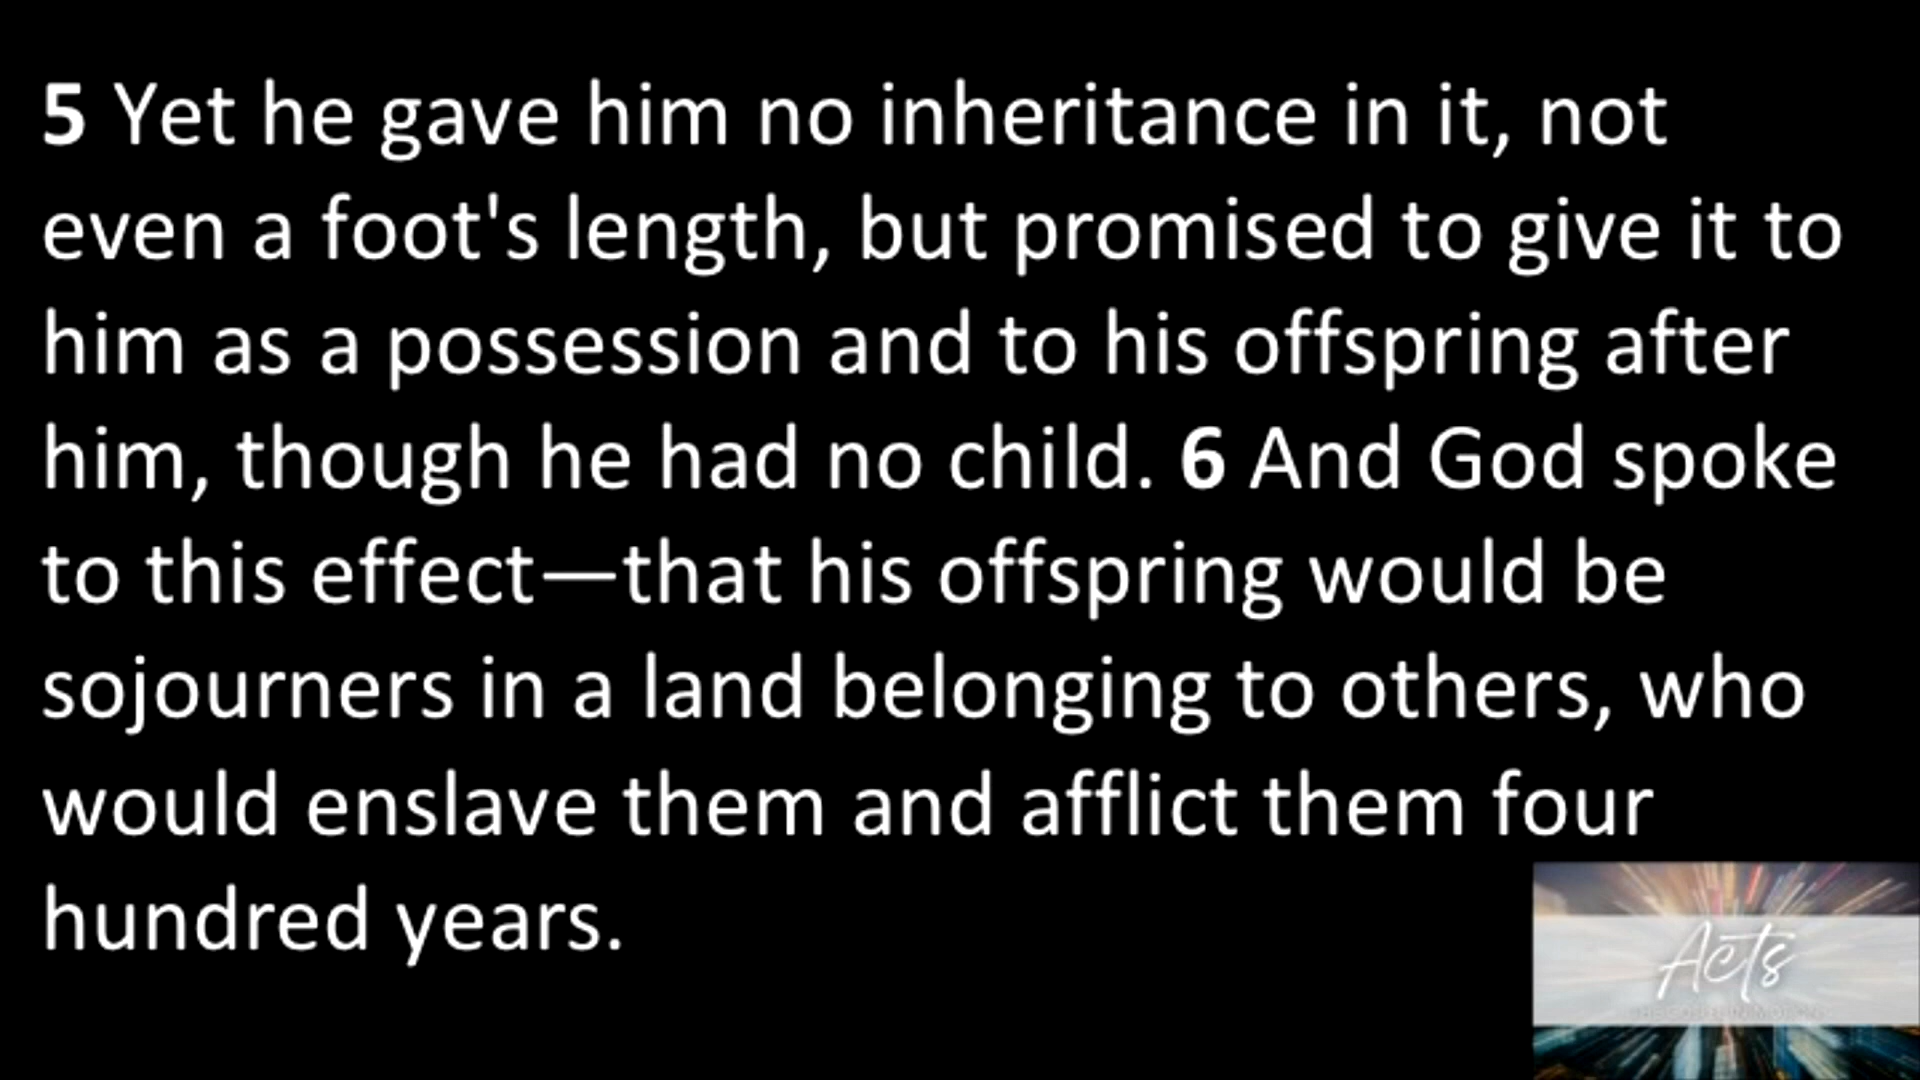 5 Yet he gave him no inheritance in it, not
even a foot's length, but promised to give it to
him as a possession and to his offspring after
him, though he had no child. 6 And God spoke
to this effect—that his offspring would be
sojourners in a land belonging to others, who
would enslave them and afflict them four
hundred years.
Acts